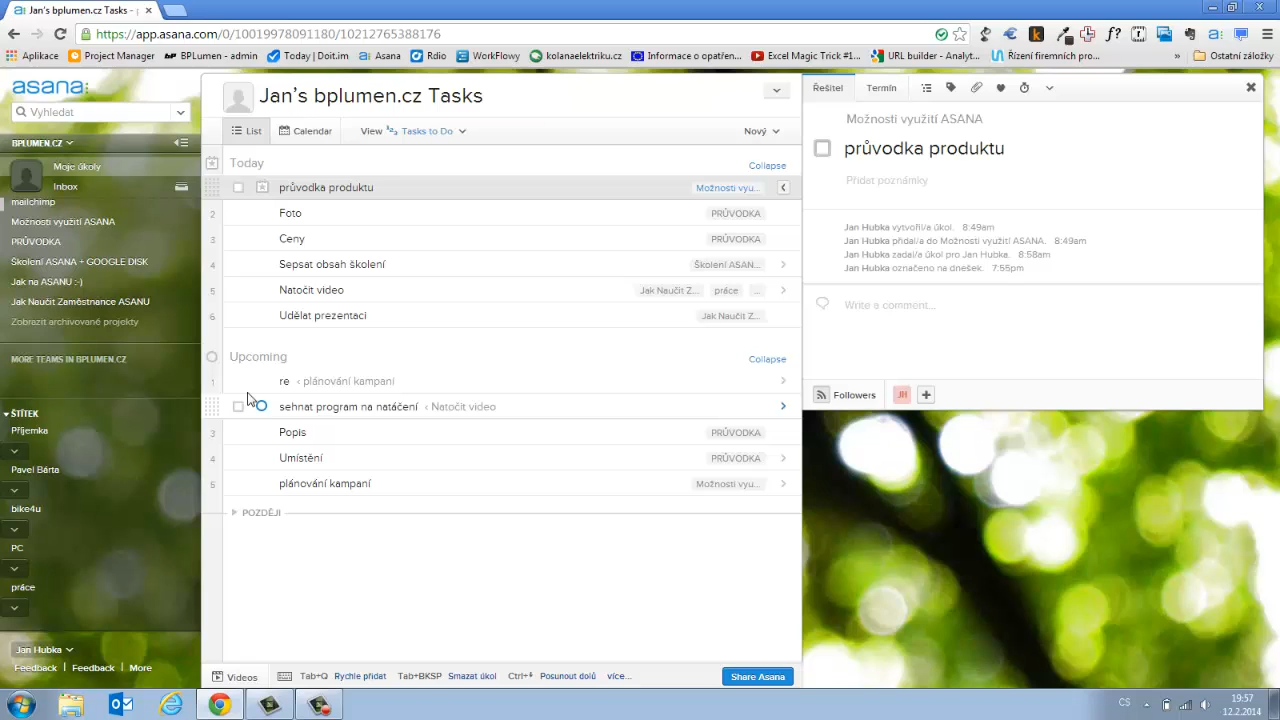 Jan's bplumen.cz Tasks -
https://app.asana.com/0/10019978091180/10212765388176
Aplikace
Project Manager
BPLumen - admin
Today | Doitim
Asana
Rdio
WorkFlowy
kolanaelektriku.cz
Informace o opatřen...
Excel Magic Trick #1...
URL builder - Analyt...
Řízení firemních pro...
»
Ostatní záložky
asana:
Vyhledat
BPLUMEN.CZ
Moje úkoly
Inbox
mailchimp
Možnosti využití ASANA
PRŮVODKA
Školení ASANA + GOOGLE DISK
Jak na ASANU :-)
Jak Naučit Zaměstnance ASANU
Zobrazit archivované projekty
MORE TEAMS IN BPLUMEN.CZ
ŠTÍTEK
Příjemka
Pavel Bárta
bike4u
PC
práce
Jan Hubka
Feedback
Feedback
More
Jan's bplumen.cz Tasks
List
Calendar
View
Tasks to Do
Nový
Today
Collapse
průvodka produktu Možnosti vyu...
2 Foto PRŮVODKA
3 Ceny PRŮVODKA
4 Sepat obsah školení Školení ASAN...
5 Natočit video Jak Naučit Z... práce ...
6 Udělat prezentaci Jak Naučit Z...
Upcoming
Collapse
1 re ‹ plánování kampaní
sehnat program na natáčení ‹ Natočit video
3 Popis PRŮVODKA
4 Umístění PRŮVODKA
5 plánování kampaní Možnosti vyu...
POZDĚJI
Videos
Tab+Q Rychle přidat
Tab+BKSP Smazat úkol
Ctrl+ Posunout dolů
více...
Share Asana
Řešitel
Termín
Možnosti využití ASANA
průvodka produktu
Přidat poznámky
Jan Hubka vytvořil/a úkol. 8:49am
Jan Hubka přidal/a do Možnosti využití ASANA. 8:49am
Jan Hubka zadal/a úkol pro Jan Hubka. 8:58am
Jan Hubka označeno na dnešek. 7:55pm
Write a comment...
Followers
JH
CS
19:57
12.2.2014